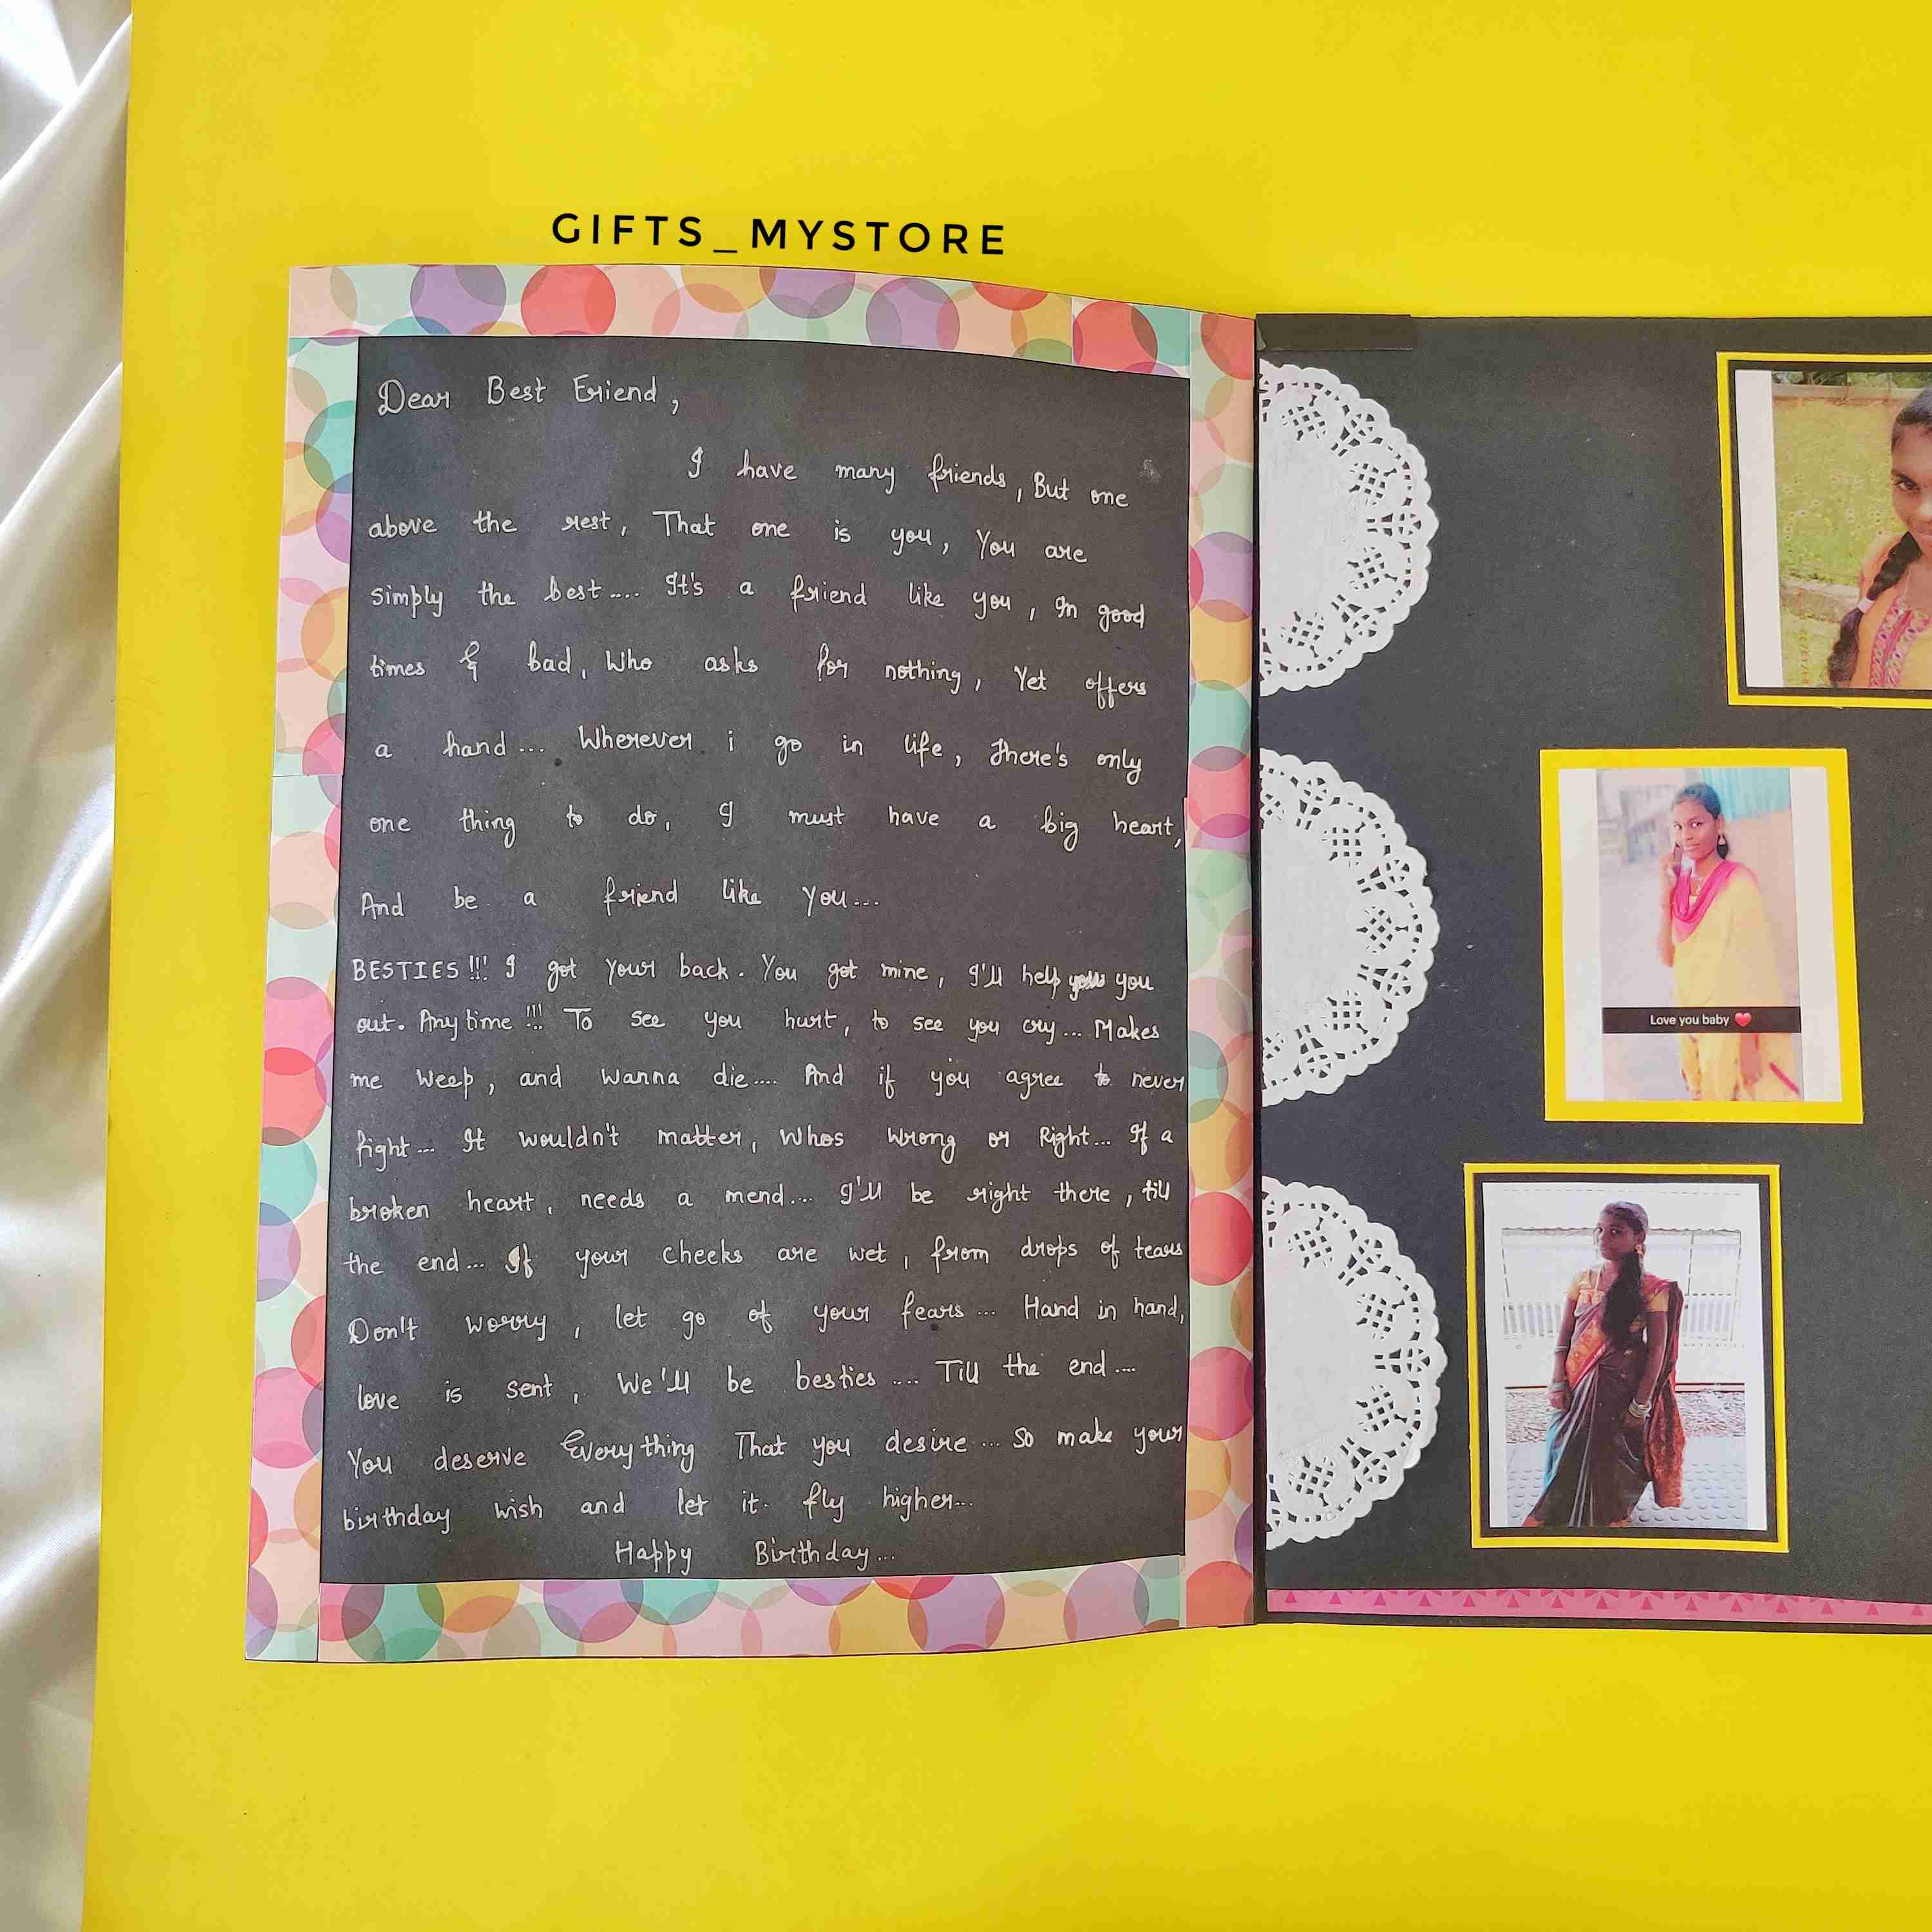 GIFTS_MYSTORE
Dear Best Friend,
I have many friends, But one
above the rest, That one is you, You are
simply the best.... It's a friend like you, In good
times & bad, Who asks for nothing, Yet offers
a hand... Wherever i go in life, There's only
one thing to do, I must have a big heart,
And be a friend like you...
BESTIES!!! I got your back. You got mine, I'll help you
out. Anytime!!! To see you hurt, to see you cry... Makes
me weep, and wanna die.... And if you agree to never
fight... It wouldn't matter, Whos wrong or Right... If a
broken heart, needs a mend... I'll be right there, till
the end... If your cheeks are wet, from drops of tears
Don't worry, let go of your fears... Hand in hand,
love is sent, We'll be besties.... Till the end...
You deserve Everything That you desire... So make your
birthday wish and let it fly higher...
Happy Birthday...
Love you baby ❤